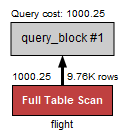 Query cost: 1000.25
query_block #1
1000.25 9.76K rows
Full Table Scan
flight